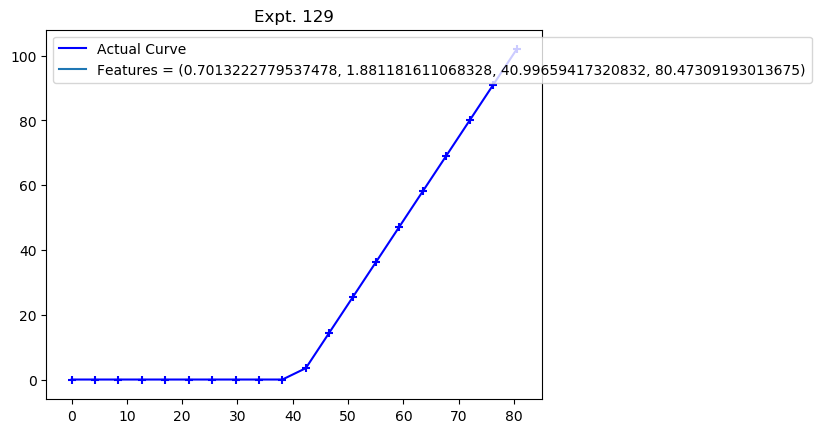 Expt. 129
Actual Curve
Features = (0.7013222779537478, 1.881181611068328, 40.99659417320832, 80.47309193013675)
100
80
60
40
20
0
0 10 20 30 40 50 60 70 80